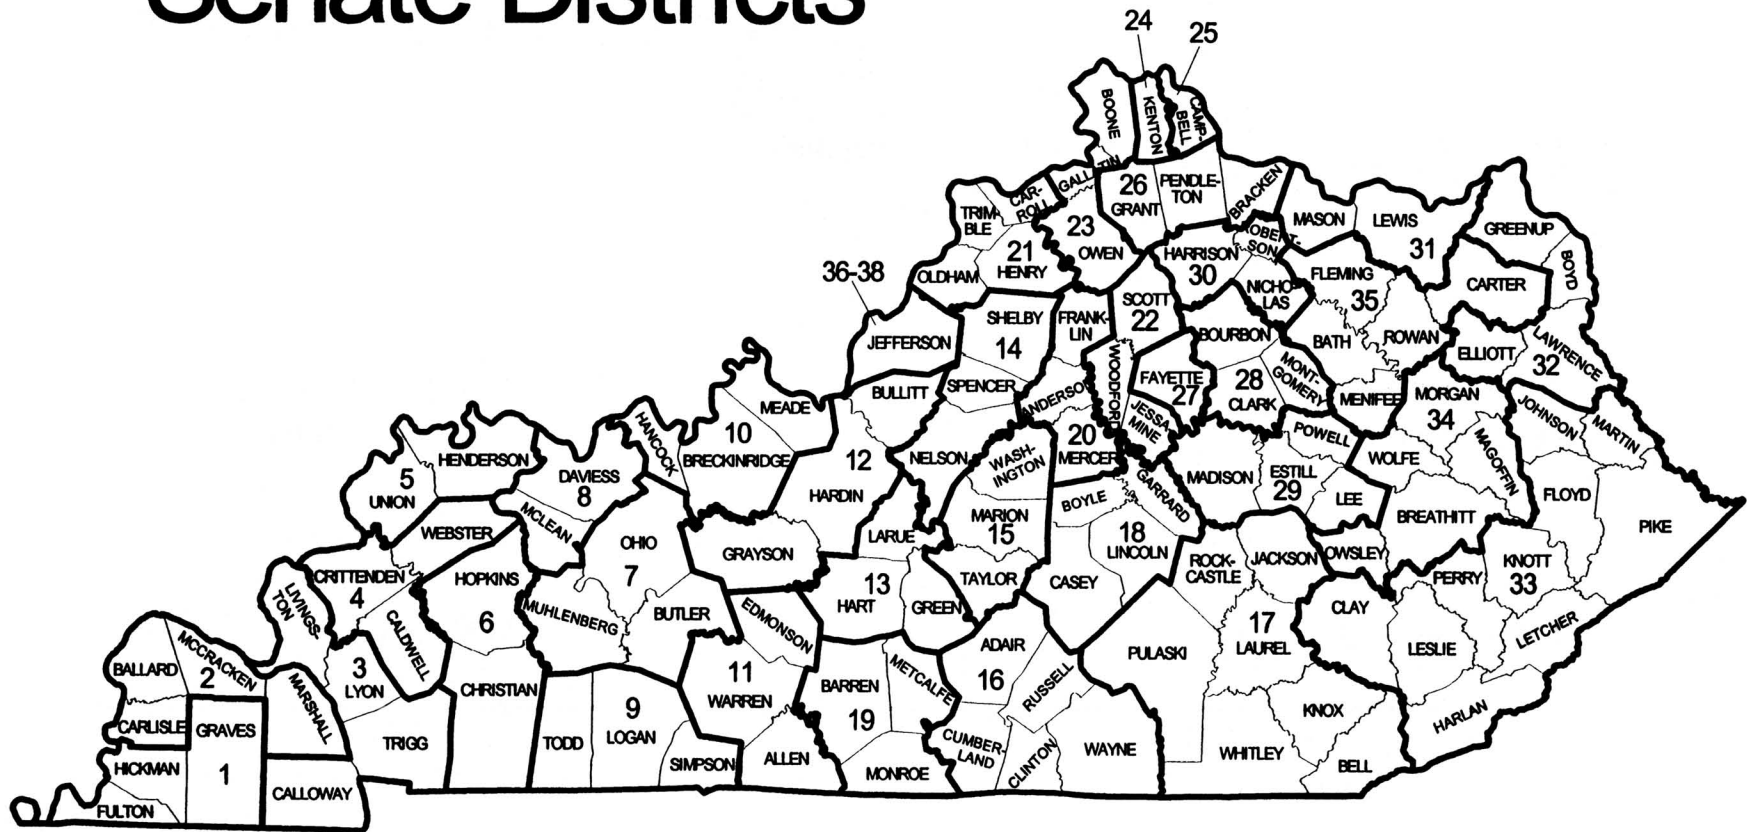 Senate Districts
24
25
BOONE
KENTON
CAMP-
BELL
GALL
TIN
26
GRANT
PENDLE-
TON
BRACKEN
CAR-
ROLL
TRIM-
BLE
23
OWEN
21
HENRY
OLDHAM
MASON
LEWIS
31
GREENUP
BOYD
CARTER
ROBERT-
SON
HARRISON
30
NICHO-
LAS
FLEMING
35
BATH
ROWAN
36-38
JEFFERSON
SHELBY
14
SPENCER
FRANK-
LIN
SCOTT
22
BOURBON
WOODFORD
FAYETTE
27
28
CLARK
MONT-
GOMERY
MENIFEE
ELLIOTT
LAWRENCE
32
MORGAN
34
JOHNSON
MARTIN
MAGOFFIN
BULLITT
ANDERSON
JESSA-
MINE
20
MERCER
POWELL
WOLFE
MEADE
10
BRECKINRIDGE
HANCOCK
12
HARDIN
NELSON
WASH-
INGTON
MARION
15
BOYLE
GARRARD
MADISON
ESTILL
29
LEE
BREATHITT
FLOYD
PIKE
HENDERSON
5
UNION
DAVIESS
8
MCLEAN
WEBSTER
OHIO
7
GRAYSON
LARUE
18
LINCOLN
CASEY
TAYLOR
ROCK-
CASTLE
JACKSON
OWSLEY
PERRY
KNOTT
33
LETCHER
CRITTENDEN
4
LIVINGS-
TON
HOPKINS
6
CALDWELL
MUHLENBERG
BUTLER
EDMONSON
13
HART
GREEN
ADAIR
16
RUSSELL
PULASKI
17
LAUREL
CLAY
LESLIE
HARLAN
BALLARD
MCCRACKEN
2
MARSHALL
3
LYON
CHRISTIAN
11
WARREN
BARREN
METCALFE
19
CARLISLE
GRAVES
1
TRIGG
TODD
9
LOGAN
SIMPSON
ALLEN
MONROE
CUMBER-
LAND
CLINTON
WAYNE
WHITLEY
KNOX
BELL
HICKMAN
FULTON
CALLOWAY